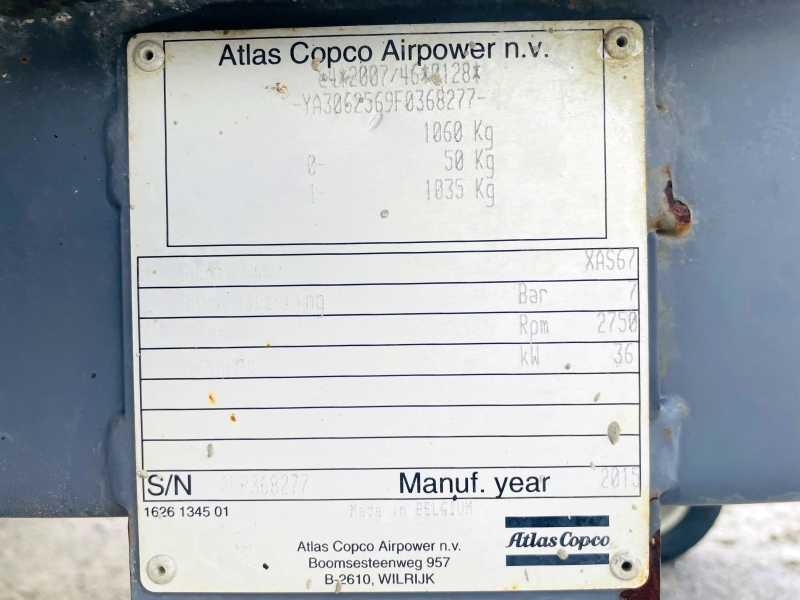 Atlas Copco Airpower n.v.
e4*2007/46*0128*
-YA3062569F0368277-
1060 Kg
0- 50 Kg
1- 1035 Kg
XAS67
Bar 7
Rpm 2750
kW 36
S/N APP368277 Manuf. year 2015
1626 1345 01 Made in BELGIUM
Atlas Copco
Atlas Copco Airpower n.v.
Boomsesteenweg 957
B-2610, WILRIJK